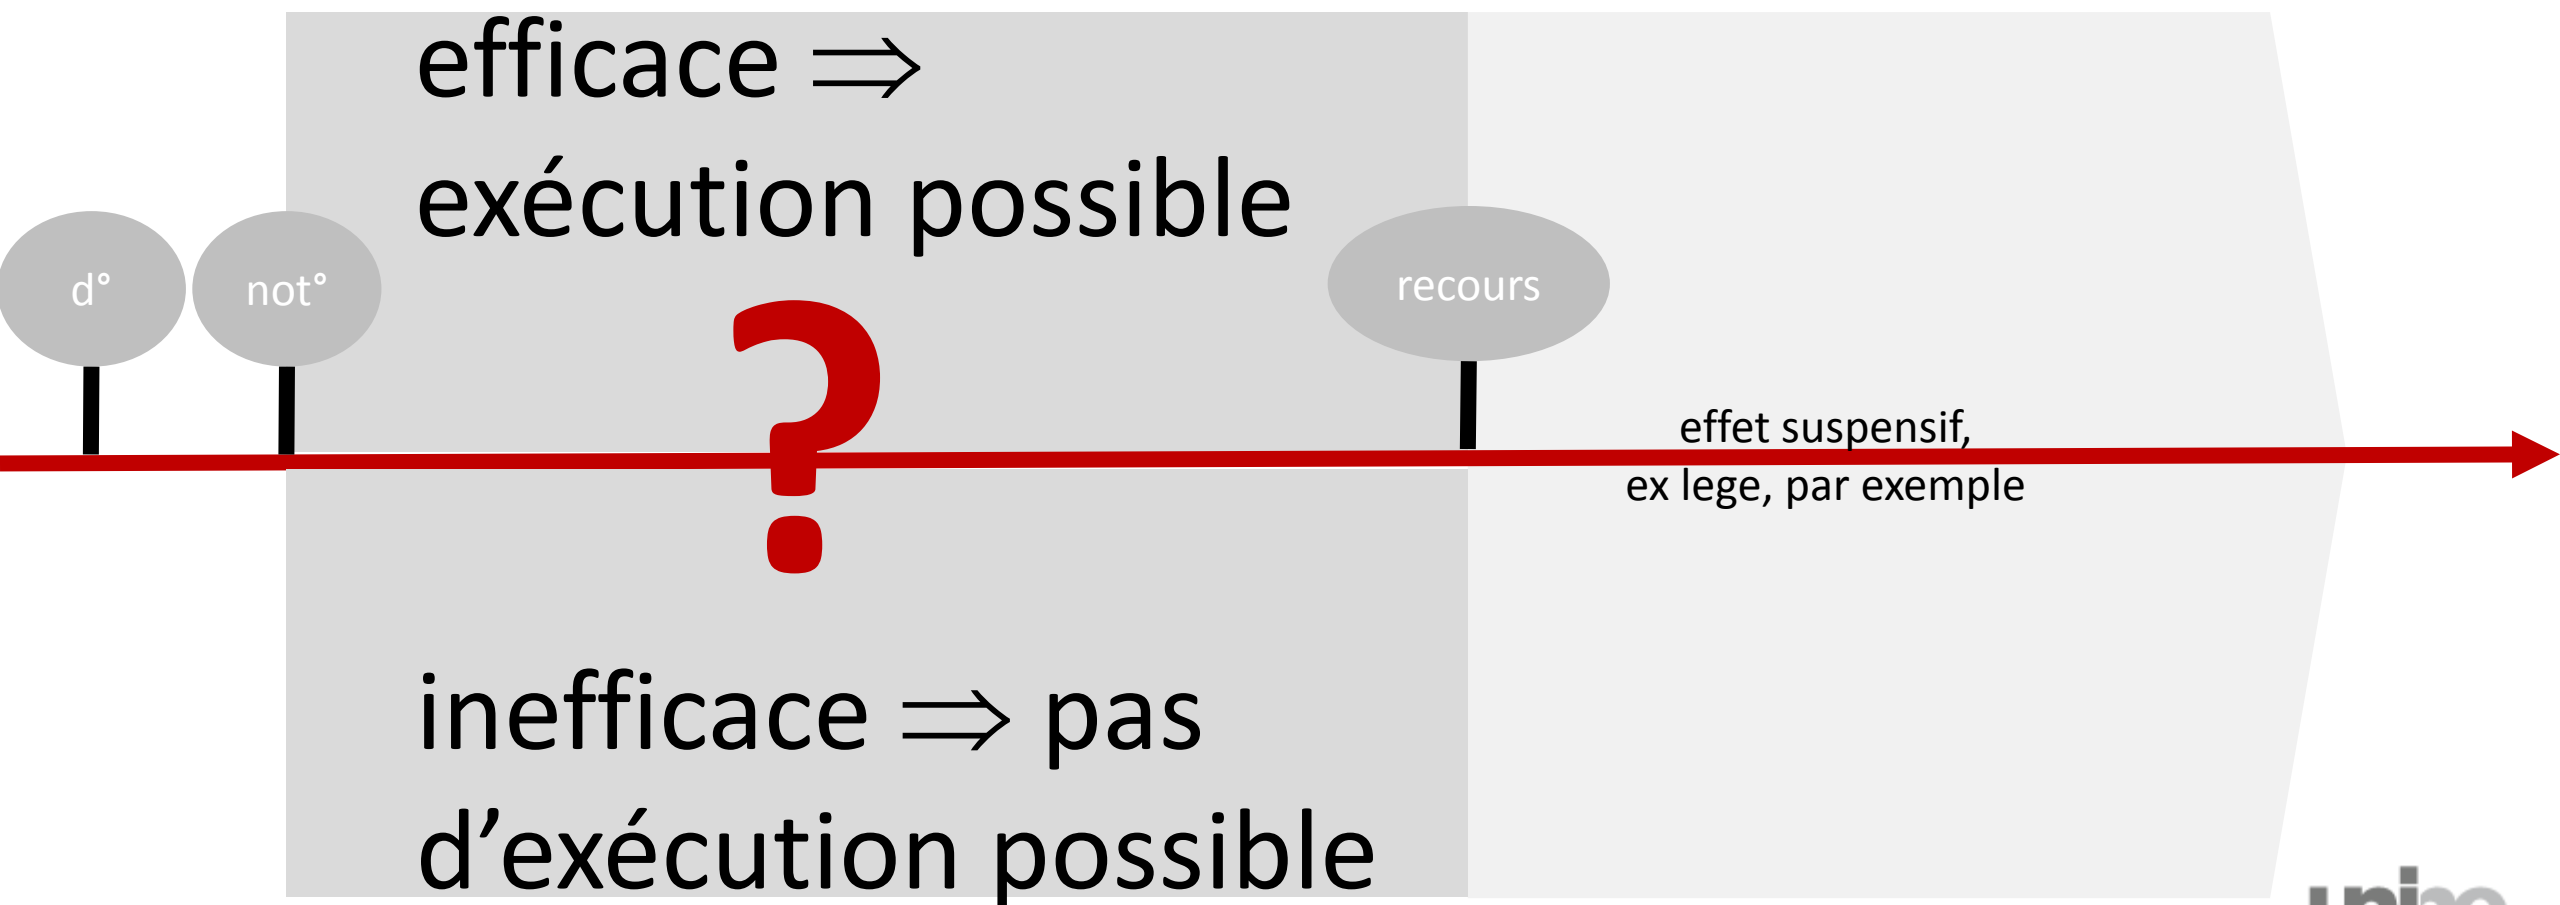 efficace ⇒
exécution possible
d°
not°
recours
?
effet suspensif,
ex lege, par exemple
inefficace ⇒ pas
d’exécution possible